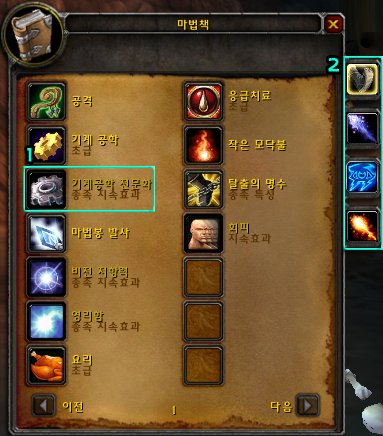 마법책
2
공격
응급치료
초급
1
기계 공학
초급
작은 모닥불
기계공학 전문화
종족 지속효과
탈출의 명수
종족 특성
마법봉 발사
회피
지속효과
비전 저항력
종족 지속효과
영리함
종족 지속효과
요리
초급
이전
1
다음